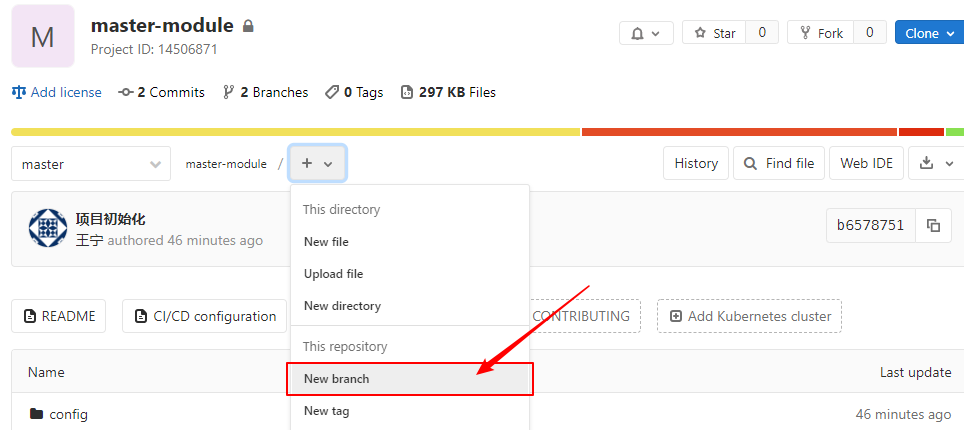 M
master-module
Project ID: 14506871
Star 0 Fork 0 Clone
Add license 2 Commits 2 Branches 0 Tags 297 KB Files
master master-module / + History Find file Web IDE
This directory
项目初始化
王宁 authored 46 minutes ago
b6578751
New file
Upload file
New directory
README CI/CD configuration CONTRIBUTING Add Kubernetes cluster
This repository
Name Last update
New branch
New tag
config 46 minutes ago